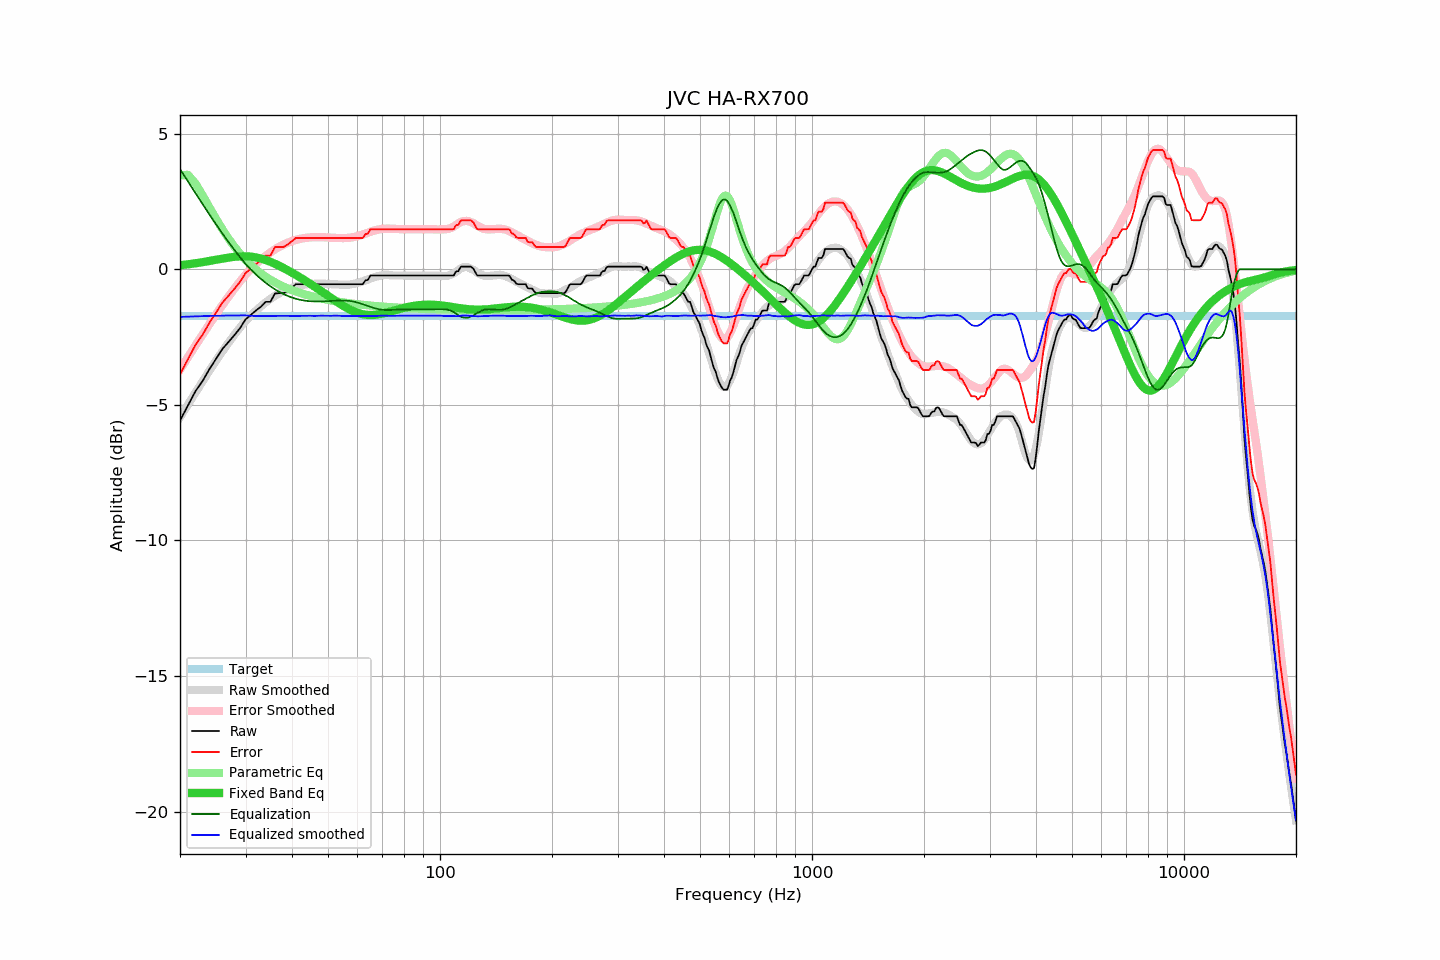 JVC HA-RX700
5
0
−5
−10
−15
−20
Amplitude (dBr)
Target
Raw Smoothed
Error Smoothed
Raw
Error
Parametric Eq
Fixed Band Eq
Equalization
Equalized smoothed
100
1000
10000
Frequency (Hz)